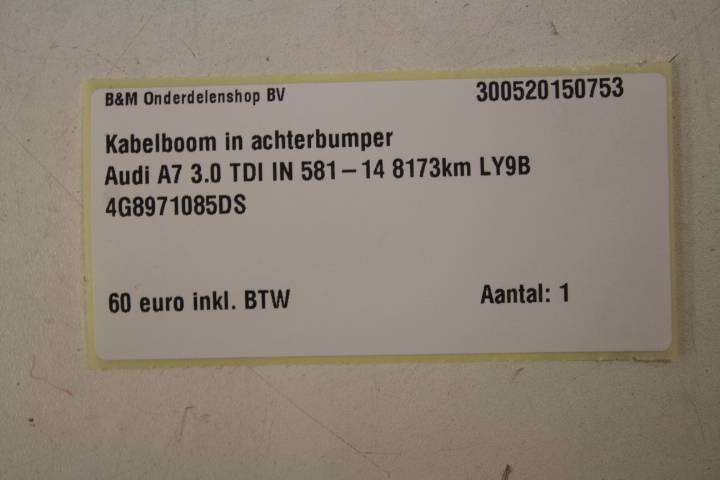 B&M Onderdelenshop BV 300520150753
Kabelboom in achterbumper
Audi A7 3.0 TDI IN 581-14 8173km LY9B
4G8971085DS
60 euro inkl. BTW Aantal: 1